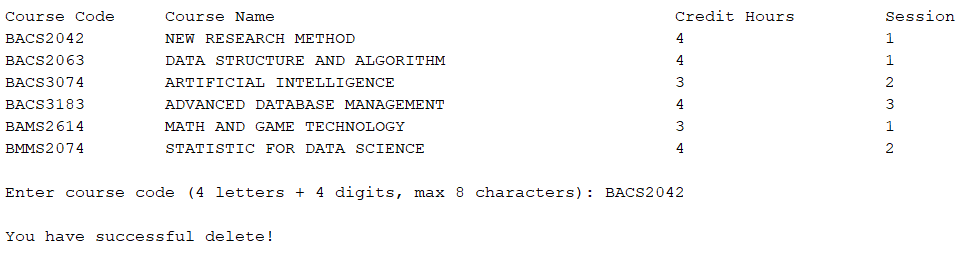 Course Code Course Name Credit Hours Session
BACS2042 NEW RESEARCH METHOD 4 1
BACS2063 DATA STRUCTURE AND ALGORITHM 4 1
BACS3074 ARTIFICIAL INTELLIGENCE 3 2
BACS3183 ADVANCED DATABASE MANAGEMENT 4 3
BAMS2614 MATH AND GAME TECHNOLOGY 3 1
BMMS2074 STATISTIC FOR DATA SCIENCE 4 2
Enter course code (4 letters + 4 digits, max 8 characters): BACS2042
You have successful delete!